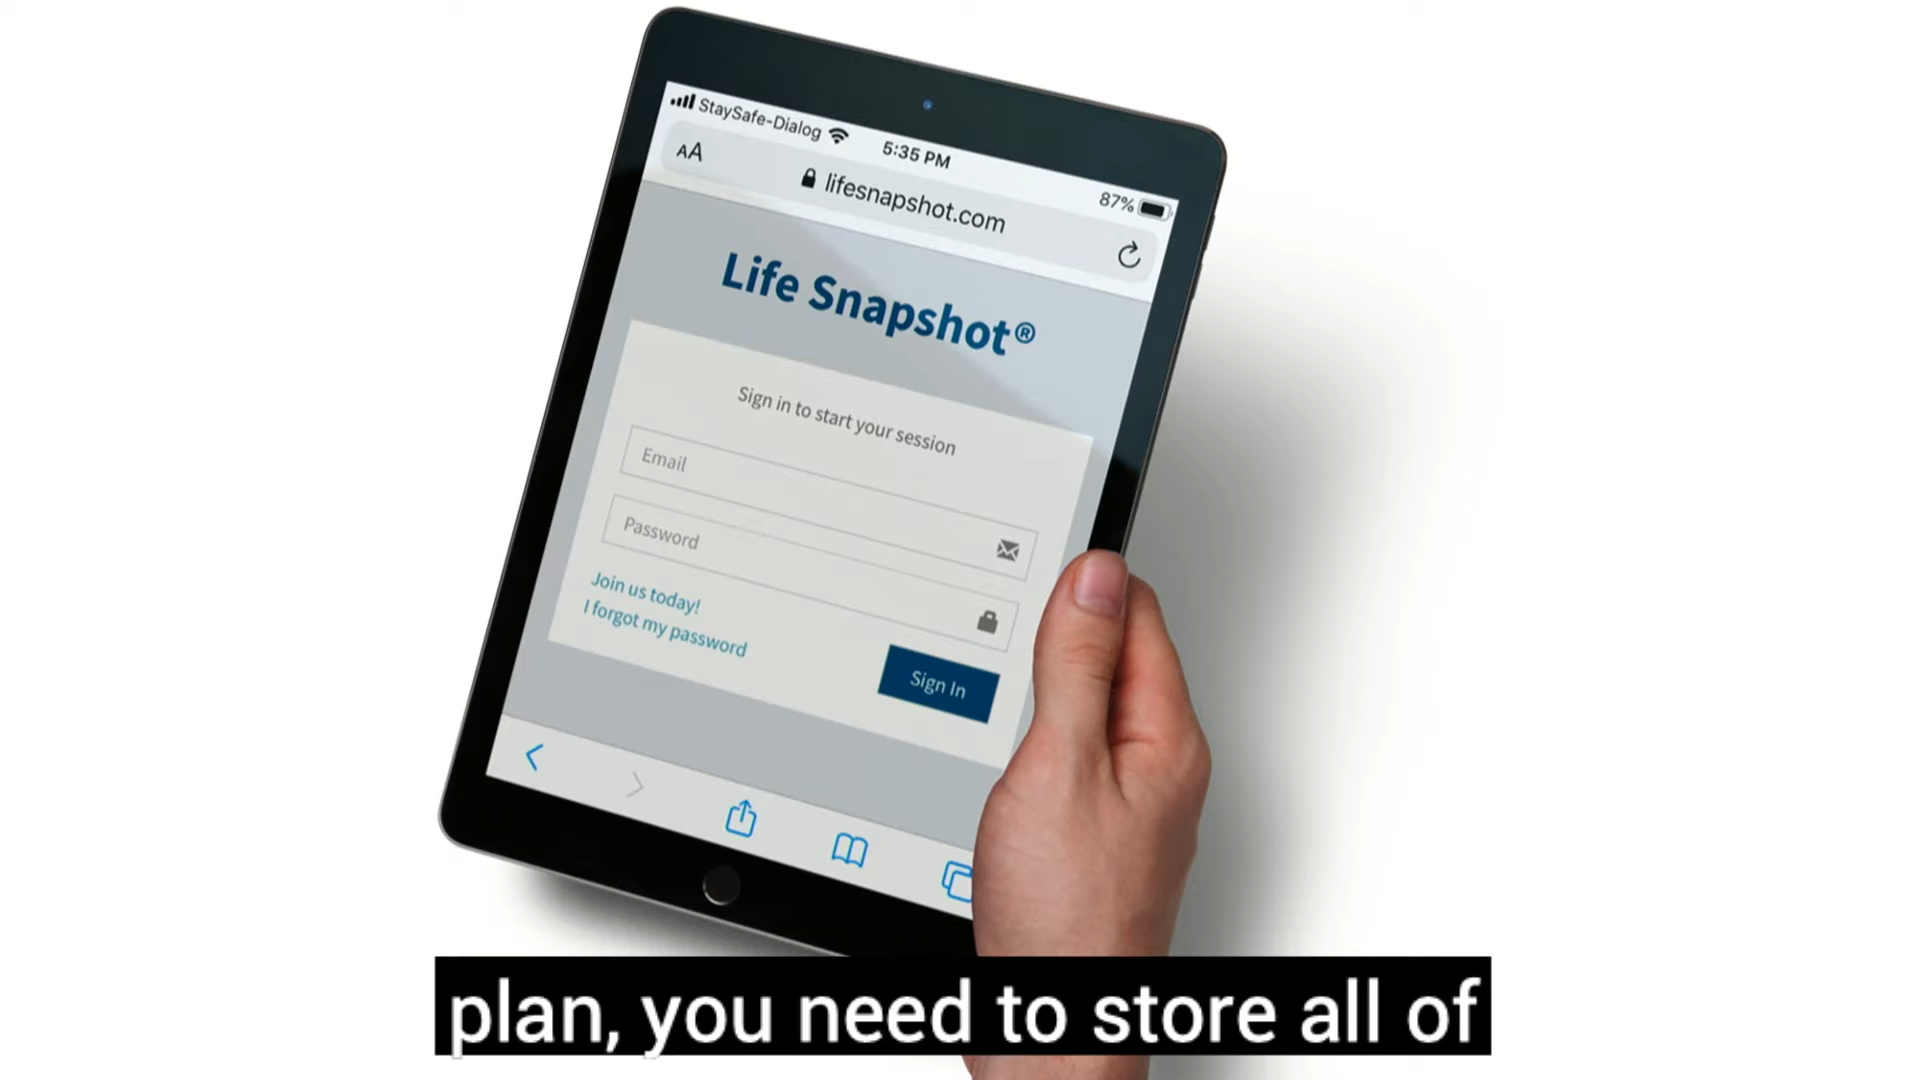 StaySafe-Dialog
5:35 PM
87%
AA
lifesnapshot.com
Life Snapshot®
Sign in to start your session
Email
Password
Join us today!
I forgot my password
Sign In
plan, you need to store all of